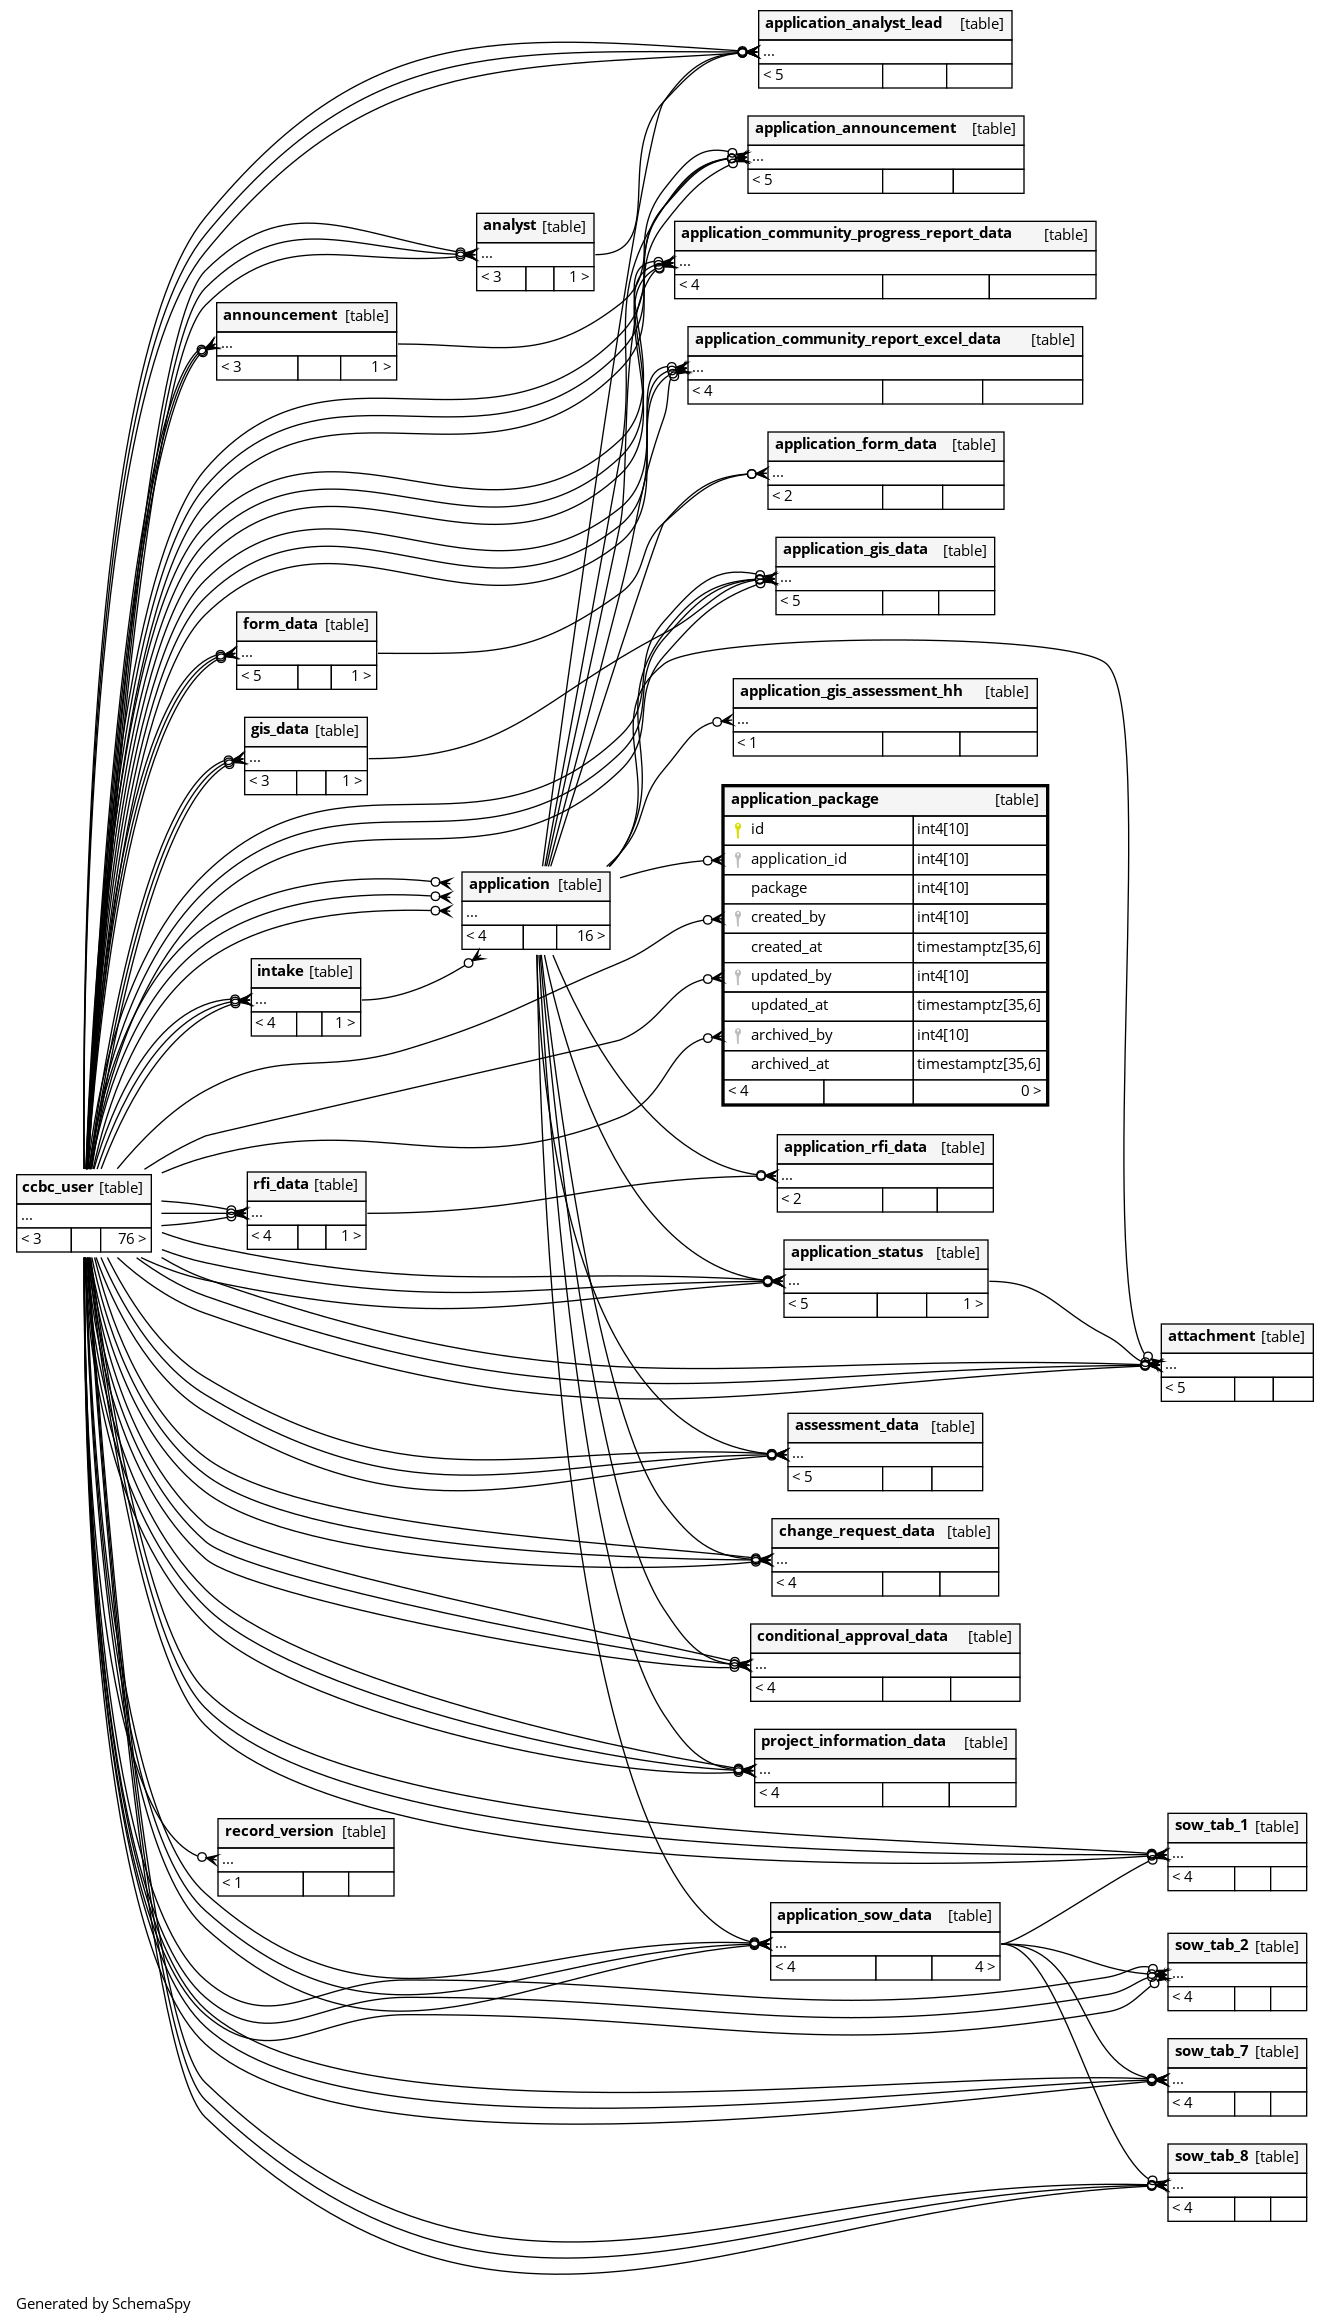 application_analyst_lead [table]
...
< 5
application_announcement [table]
...
< 5
analyst [table]
...
< 3 1 >
application_community_progress_report_data [table]
...
< 4
announcement [table]
...
< 3 1 >
application_community_report_excel_data [table]
...
< 4
application_form_data [table]
...
< 2
application_gis_data [table]
...
< 5
form_data [table]
...
< 5 1 >
application_gis_assessment_hh [table]
...
< 1
gis_data [table]
...
< 3 1 >
application_package [table]
id int4[10]
application_id int4[10]
package int4[10]
created_by int4[10]
created_at timestamptz[35,6]
updated_by int4[10]
updated_at timestamptz[35,6]
archived_by int4[10]
archived_at timestamptz[35,6]
< 4 0 >
application [table]
...
< 4 16 >
intake [table]
...
< 4 1 >
application_rfi_data [table]
...
< 2
ccbc_user [table]
...
< 3 76 >
rfi_data [table]
...
< 4 1 >
application_status [table]
...
< 5 1 >
attachment [table]
...
< 5
assessment_data [table]
...
< 5
change_request_data [table]
...
< 4
conditional_approval_data [table]
...
< 4
project_information_data [table]
...
< 4
record_version [table]
...
< 1
sow_tab_1 [table]
...
< 4
application_sow_data [table]
...
< 4 4 >
sow_tab_2 [table]
...
< 4
sow_tab_7 [table]
...
< 4
sow_tab_8 [table]
...
< 4
Generated by SchemaSpy